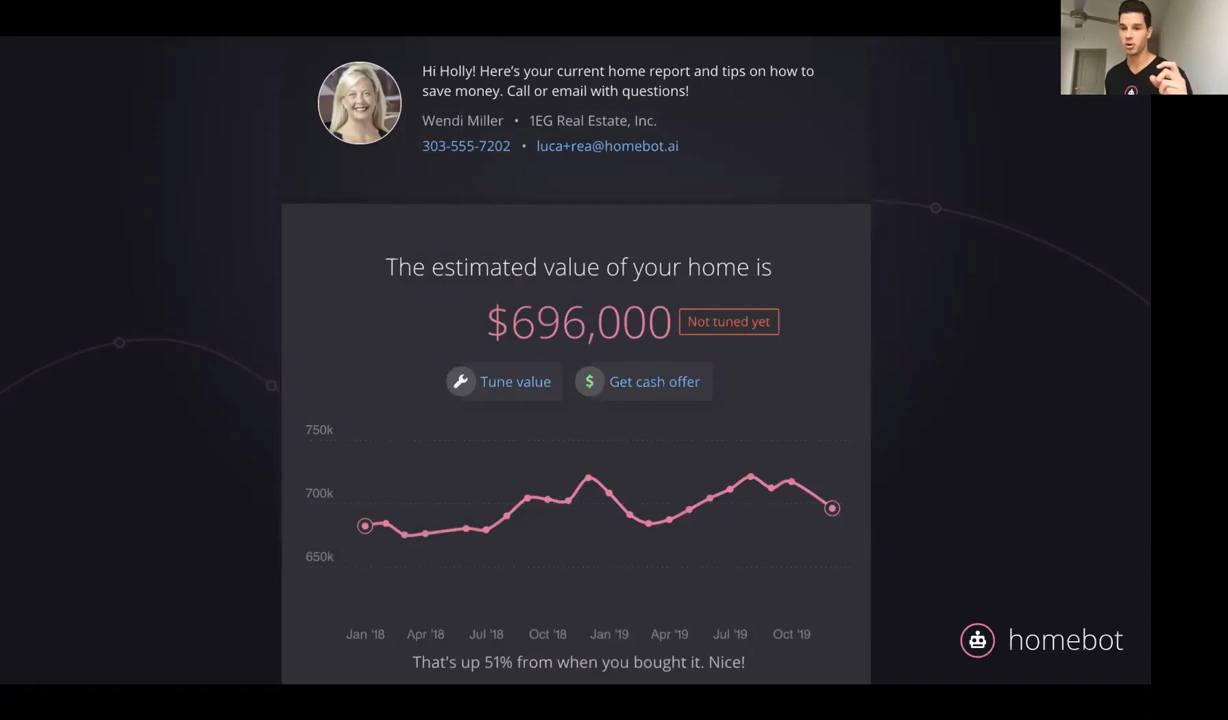 Hi Holly! Here's your current home report and tips on how to
save money. Call or email with questions!
Wendi Miller • 1EG Real Estate, Inc.
303-555-7202 • luca+rea@homebot.ai
The estimated value of your home is
$696,000 Not tuned yet
Tune value $ Get cash offer
750k
700k
650k
Jan '18 Apr '18 Jul '18 Oct '18 Jan '19 Apr '19 Jul '19 Oct '19
That's up 51% from when you bought it. Nice!
homebot